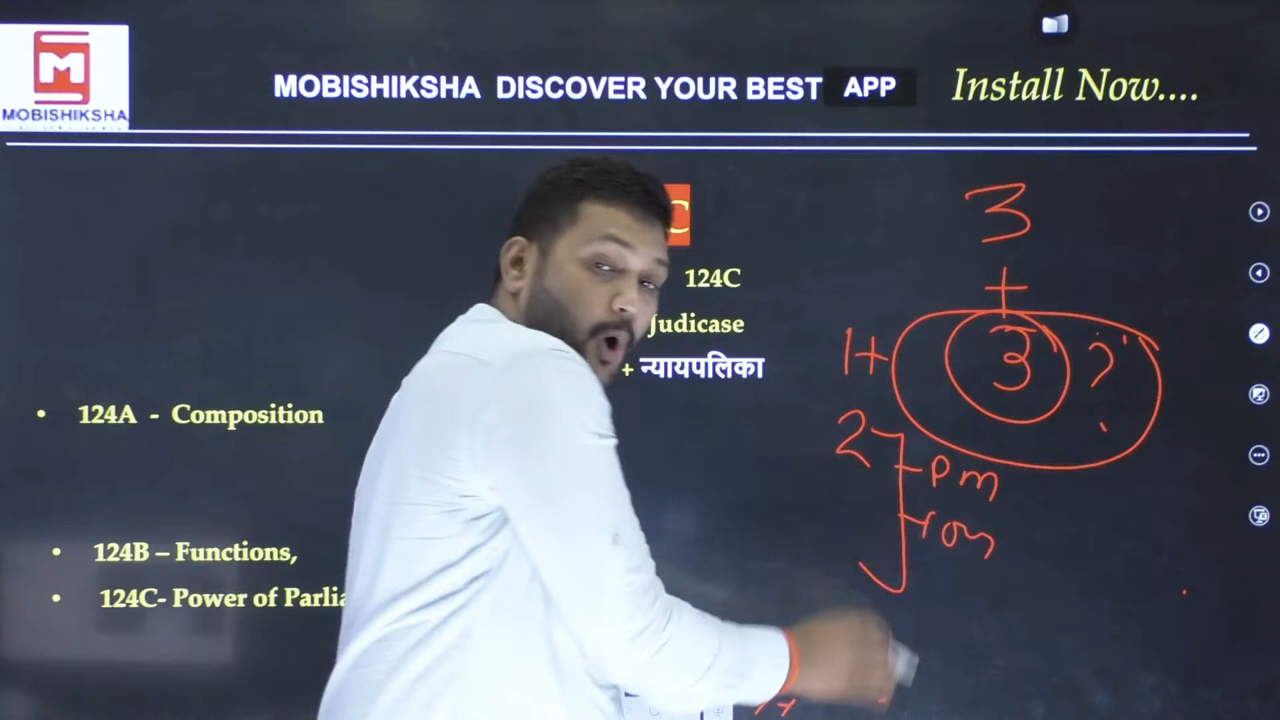 M
MOBISHIKSHA
MOBISHIKSHA DISCOVER YOUR BEST APP Install Now....
C
124C
Judicase
+ न्यायपलिका
• 124A - Composition
• 124B – Functions,
• 124C- Power of Parlia
3
+
1+ 3 ?
2
- PM